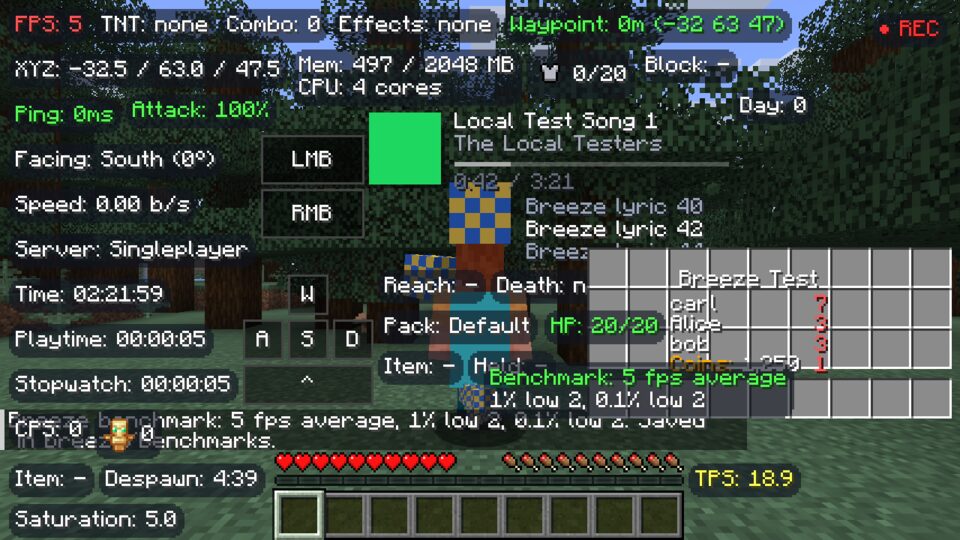 FPS: 5 TNT: none Combo: 0 Effects: none Waypoint: 0m (-32 63 47)
● REC
XYZ: -32.5 / 63.0 / 47.5
Mem: 497 / 2048 MB
CPU: 4 cores
0/20
Block: -
Day: 0
Ping: 0ms
Attack: 100%
Local Test Song 1
The Local Testers
0:42 / 3:21
Facing: South (0º)
LMB
Speed: 0.00 b/s
RMB
Breeze lyric 40
Breeze lyric 42
Breeze lyric
Server: Singleplayer
Time: 02:21:59
W
Reach: - Death: n
Breeze Test
carl 7
Alice 3
bob 3
Coins: 1,250 1
Playtime: 00:00:05
A S D
Pack: Default
HP: 20/20
Item: -
Stopwatch: 00:00:05
^
Benchmark: 5 fps average
1% low 2, 0.1% low 2
Breeze benchmark: 5 fps average, 1% low 2, 0.1% low 2. Saved
in breeze benchmarks.
CPS: 0
0
Item: -
Despawn: 4:39
TPS: 18.9
Saturation: 5.0